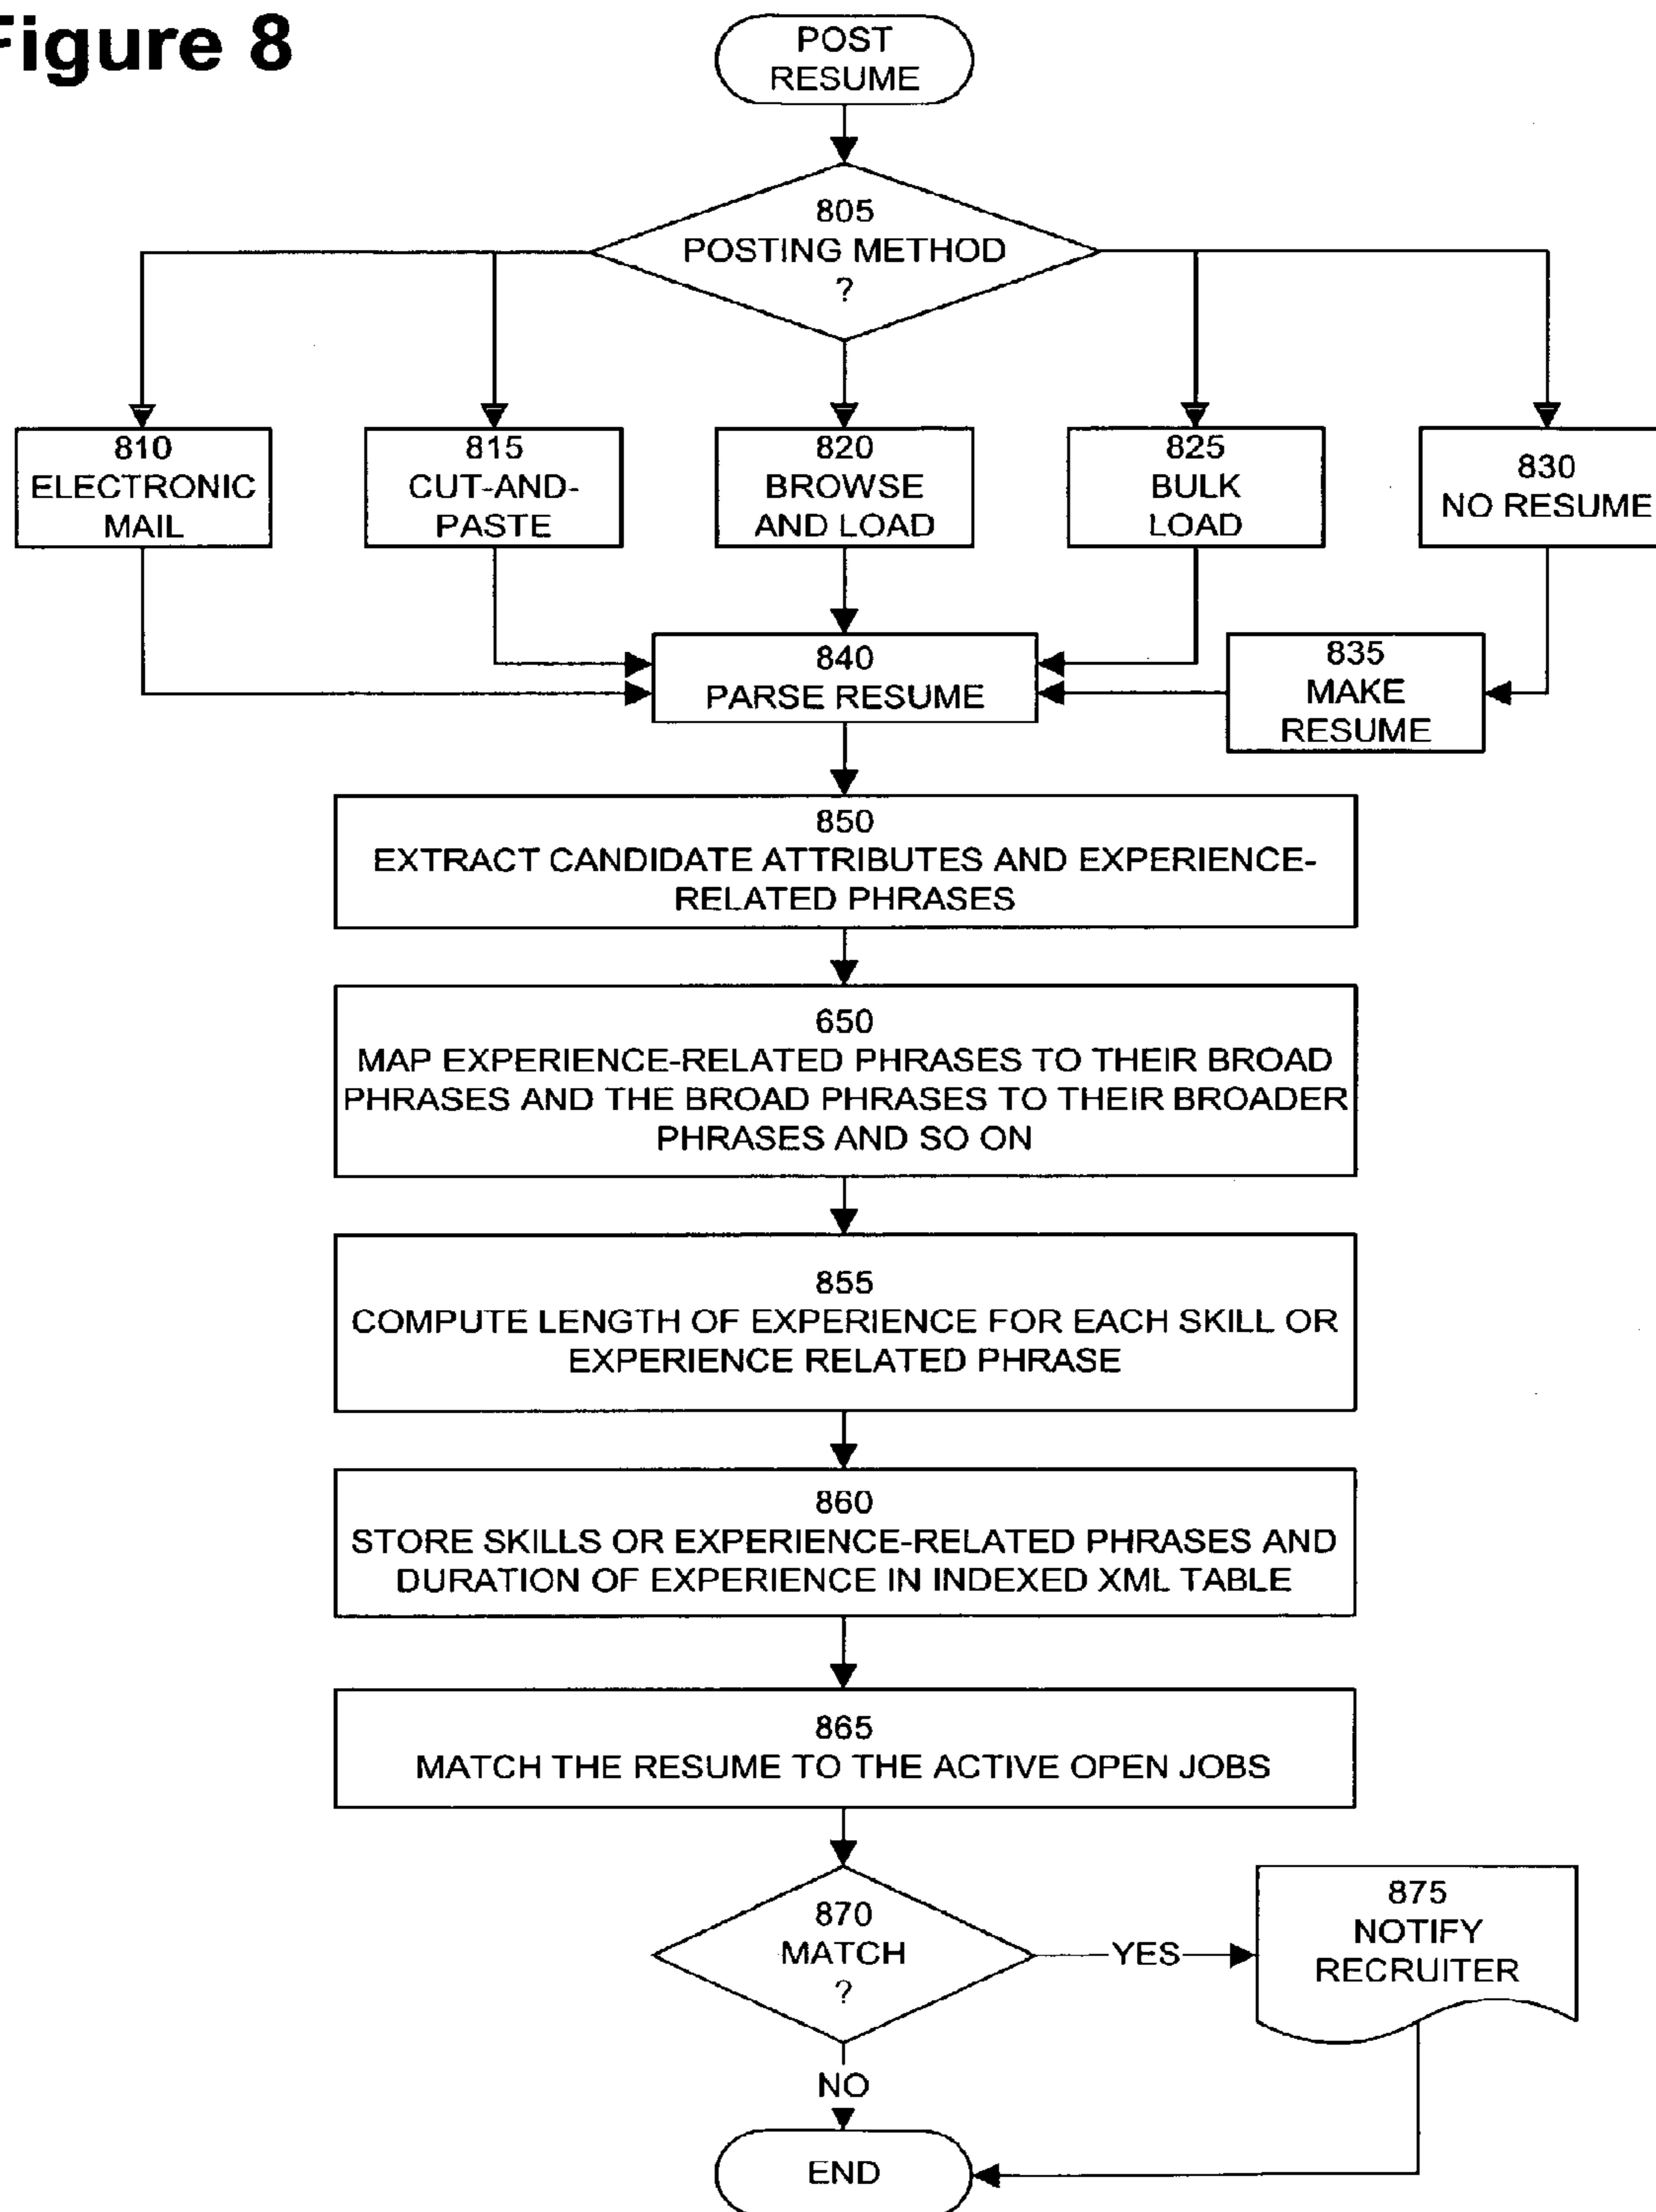 Figure 8
POST
RESUME
805
POSTING METHOD
?
810
ELECTRONIC
MAIL
815
CUT-AND-
PASTE
820
BROWSE
AND LOAD
825
BULK
LOAD
830
NO RESUME
840
PARSE RESUME
835
MAKE
RESUME
850
EXTRACT CANDIDATE ATTRIBUTES AND EXPERIENCE-
RELATED PHRASES
650
MAP EXPERIENCE-RELATED PHRASES TO THEIR BROAD
PHRASES AND THE BROAD PHRASES TO THEIR BROADER
PHRASES AND SO ON
855
COMPUTE LENGTH OF EXPERIENCE FOR EACH SKILL OR
EXPERIENCE RELATED PHRASE
860
STORE SKILLS OR EXPERIENCE-RELATED PHRASES AND
DURATION OF EXPERIENCE IN INDEXED XML TABLE
865
MATCH THE RESUME TO THE ACTIVE OPEN JOBS
870
MATCH
?
YES
875
NOTIFY
RECRUITER
NO
END